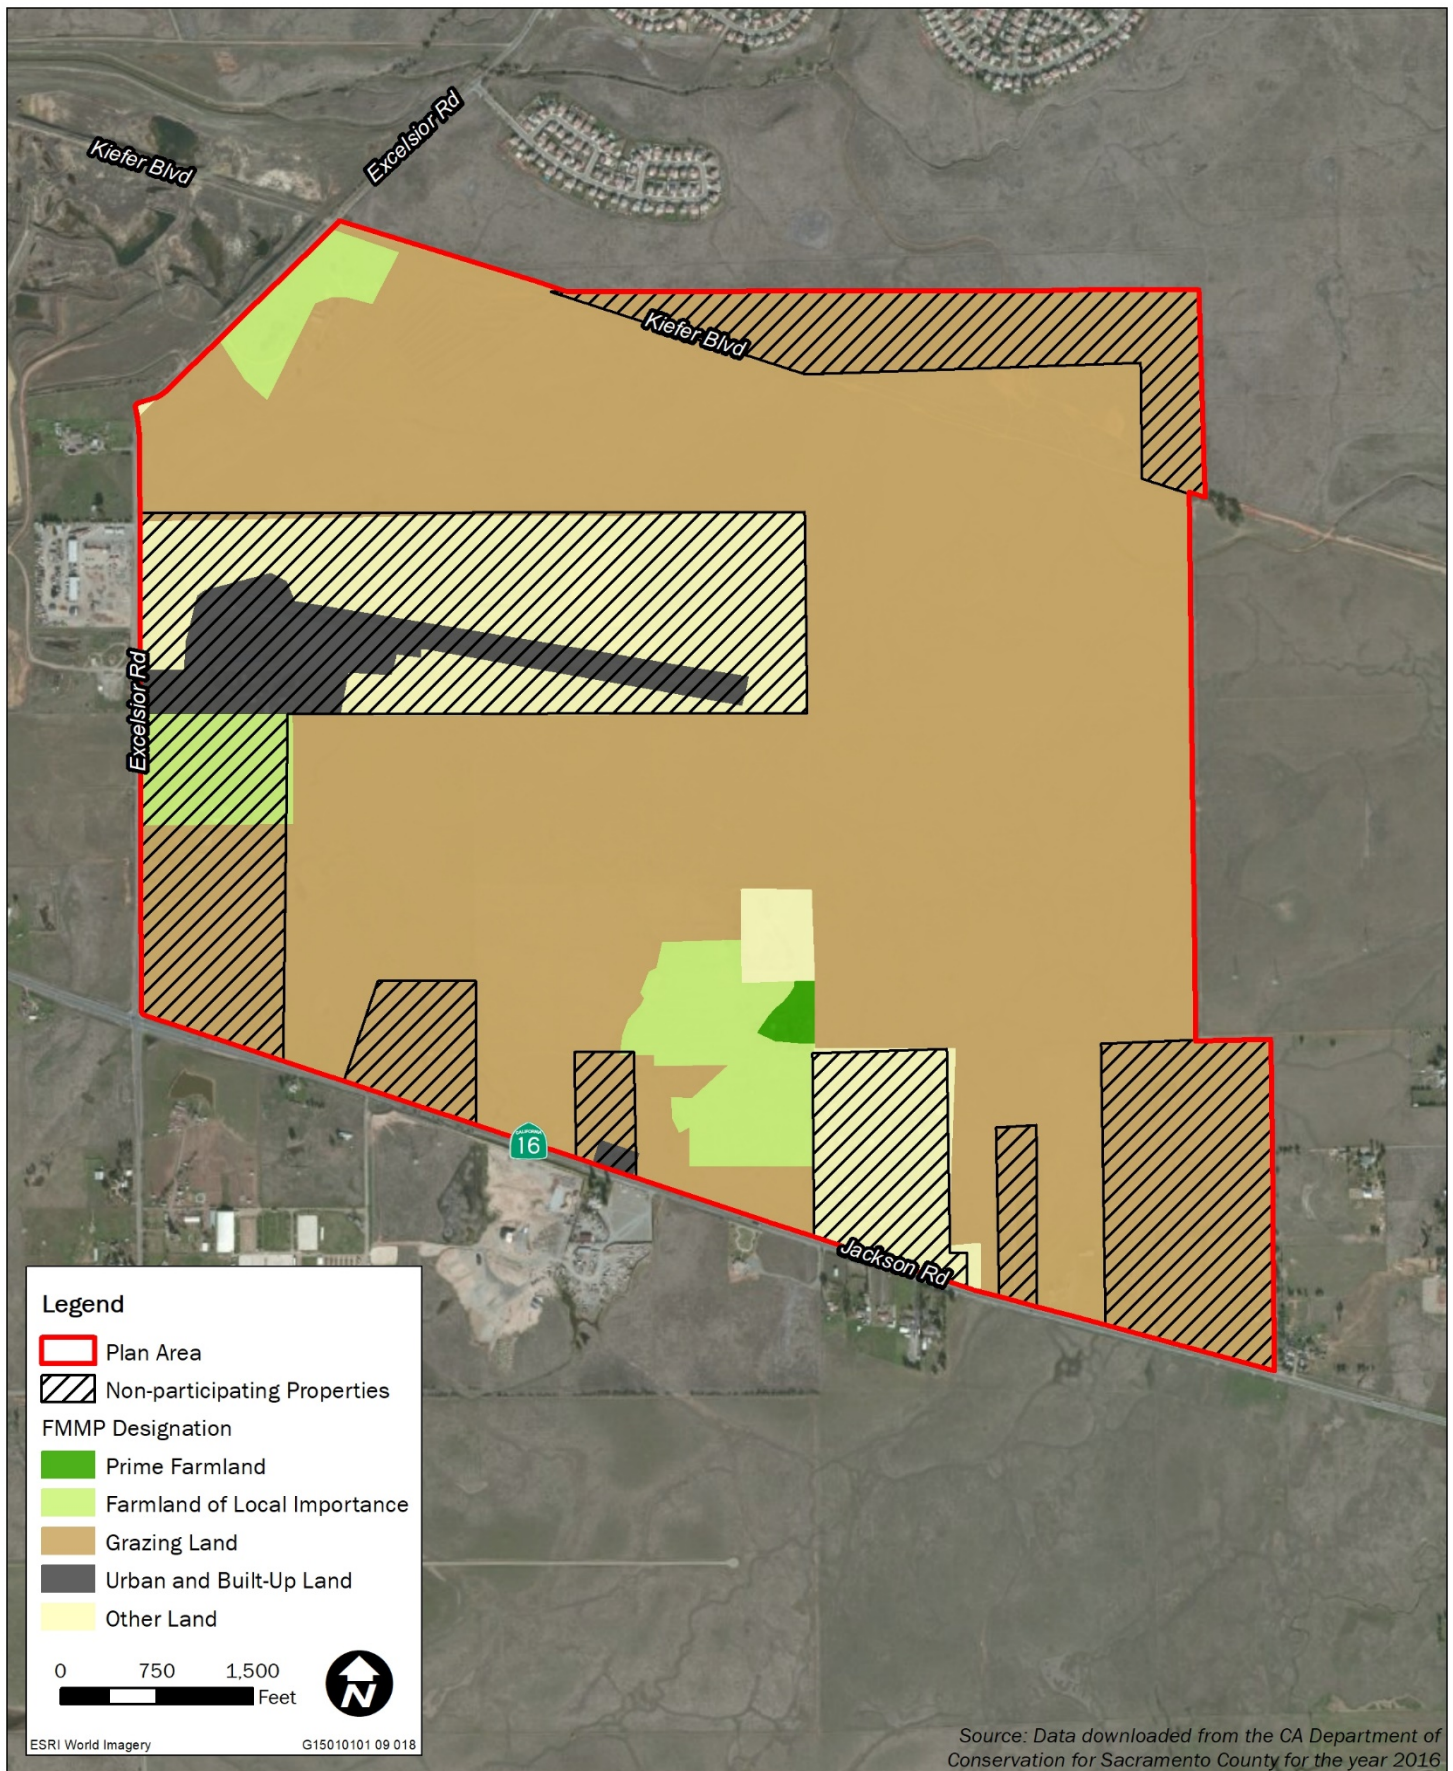 Excelsior Rd
Kiefer Blvd
Kiefer Blvd
Excelsior Rd
CALIFORNIA
16
Jackson Rd
Legend
Plan Area
Non-participating Properties
FMMP Designation
Prime Farmland
Farmland of Local Importance
Grazing Land
Urban and Built-Up Land
Other Land
0 750 1,500
Feet
N
ESRI World Imagery G15010101 09 018
Source: Data downloaded from the CA Department of
Conservation for Sacramento County for the year 2016